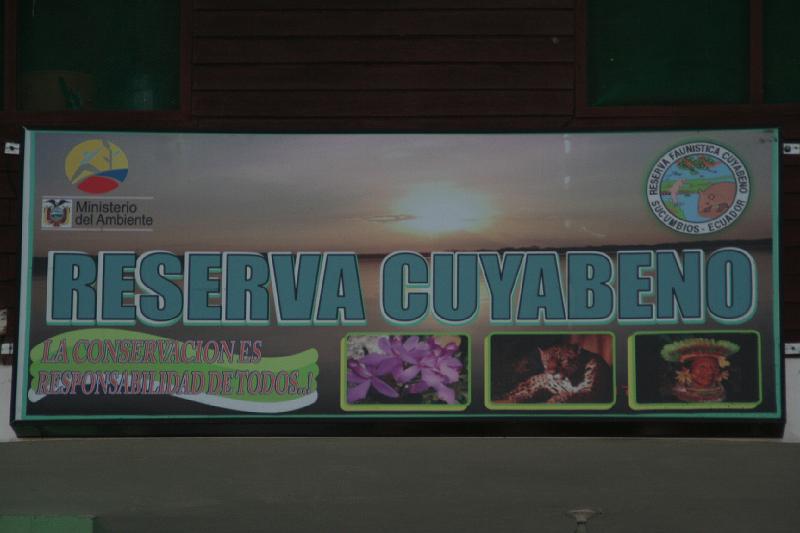 Ministerio
del Ambiente
RESERVA FAUNISTICA CUYABENO
SUCUMBIOS - ECUADOR
RESERVA CUYABENO
LA CONSERVACION ES
RESPONSABILIDAD DE TODOS..!